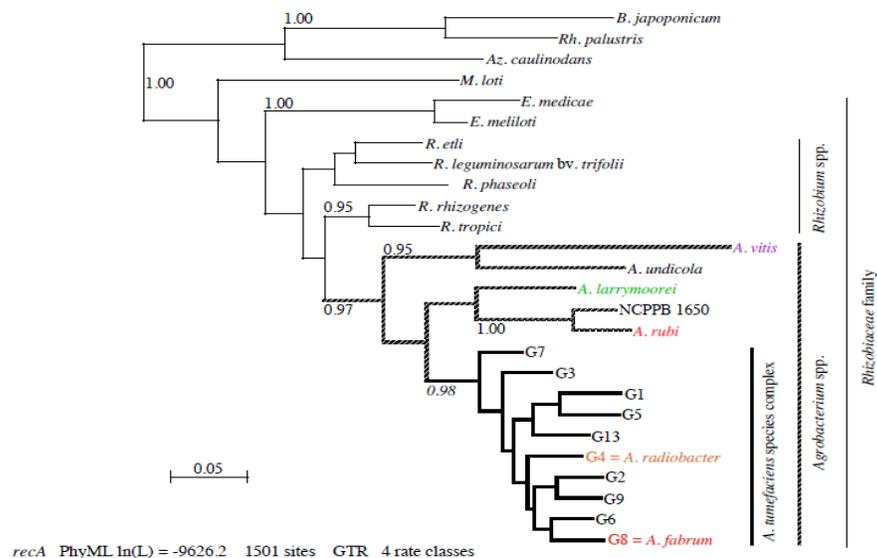 1.00
B. japoponicum
Rh. palustris
Az. caulinodans
1.00
M. loti
1.00
E. medicae
E. meliloti
R. etli
R. leguminosarum bv. trifolii
R. phaseoli
0.95
R. rhizogenes
R. tropici
0.95
A. vitis
A. undicola
0.97
A. larrymoorei
NCPPB 1650
1.00
A. rubi
G7
0.98
G3
G1
G5
G13
G4 = A. radiobacter
G2
G9
G6
G8 = A. fabrum
0.05
Rhizobium spp.
A. tumefaciens species complex
Agrobacterium spp.
Rhizobiaceae family
recA PhyML ln(L) = -9626.2 1501 sites GTR 4 rate classes